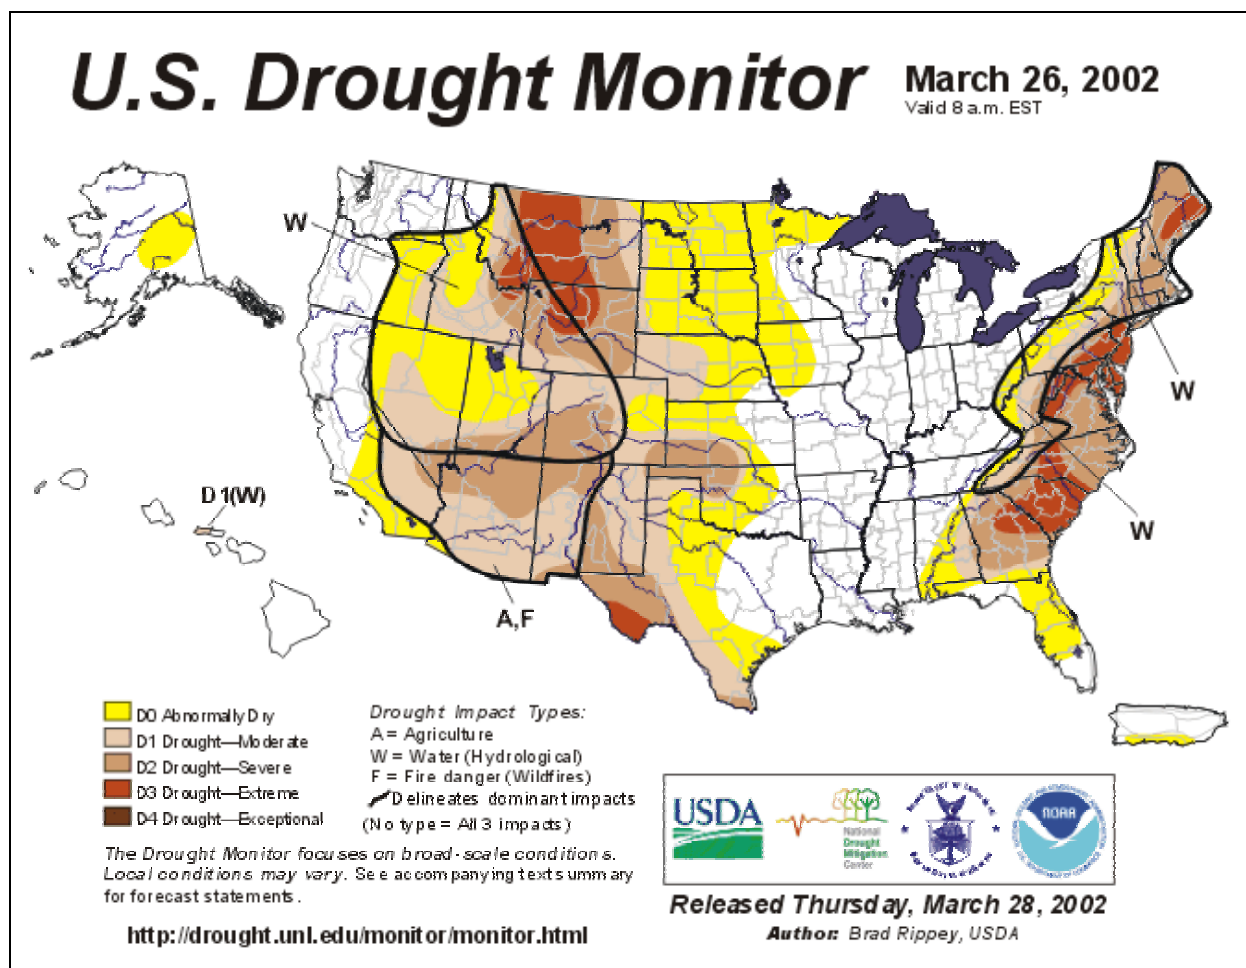 U.S. Drought Monitor
March 26, 2002
Valid 8 a.m. EST
W
W
D1(W)
W
A,F
D0 Abnormally Dry
D1 Drought—Moderate
D2 Drought—Severe
D3 Drought—Extreme
D4 Drought—Exceptional
Drought Impact Types:
A = Agriculture
W = Water (Hydrological)
F = Fire danger (Wildfires)
Delineates dominant impacts
(No type = All 3 impacts)
The Drought Monitor focuses on broad-scale conditions.
Local conditions may vary. See accompanying text summary
for forecast statements.
http://drought.unl.edu/monitor/monitor.html
USDA
National
Drought
Mitigation
Center
NOAA
Released Thursday, March 28, 2002
Author: Brad Rippey, USDA